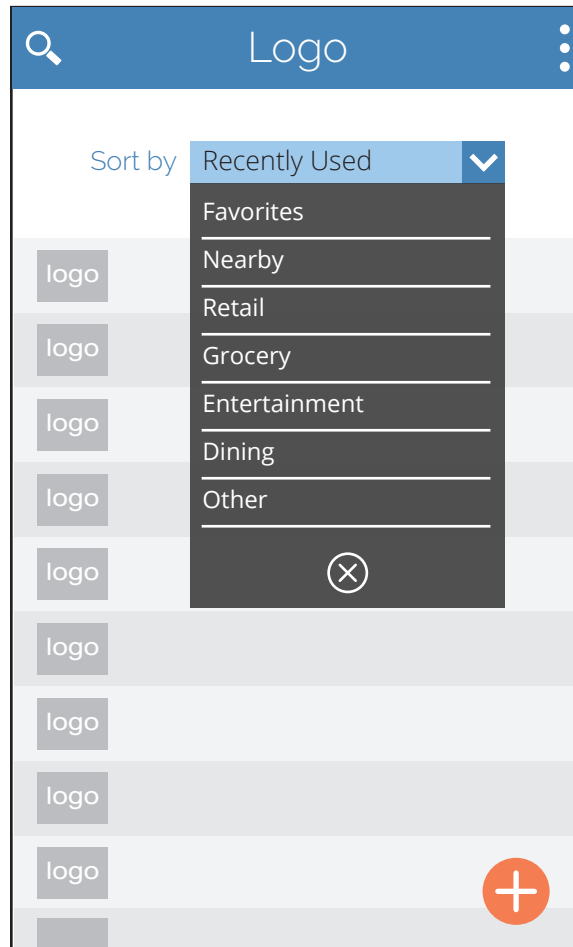 Logo
Sort by Recently Used
Favorites
Nearby
Retail
Grocery
Entertainment
Dining
Other
logo
logo
logo
logo
logo
logo
logo
logo
logo